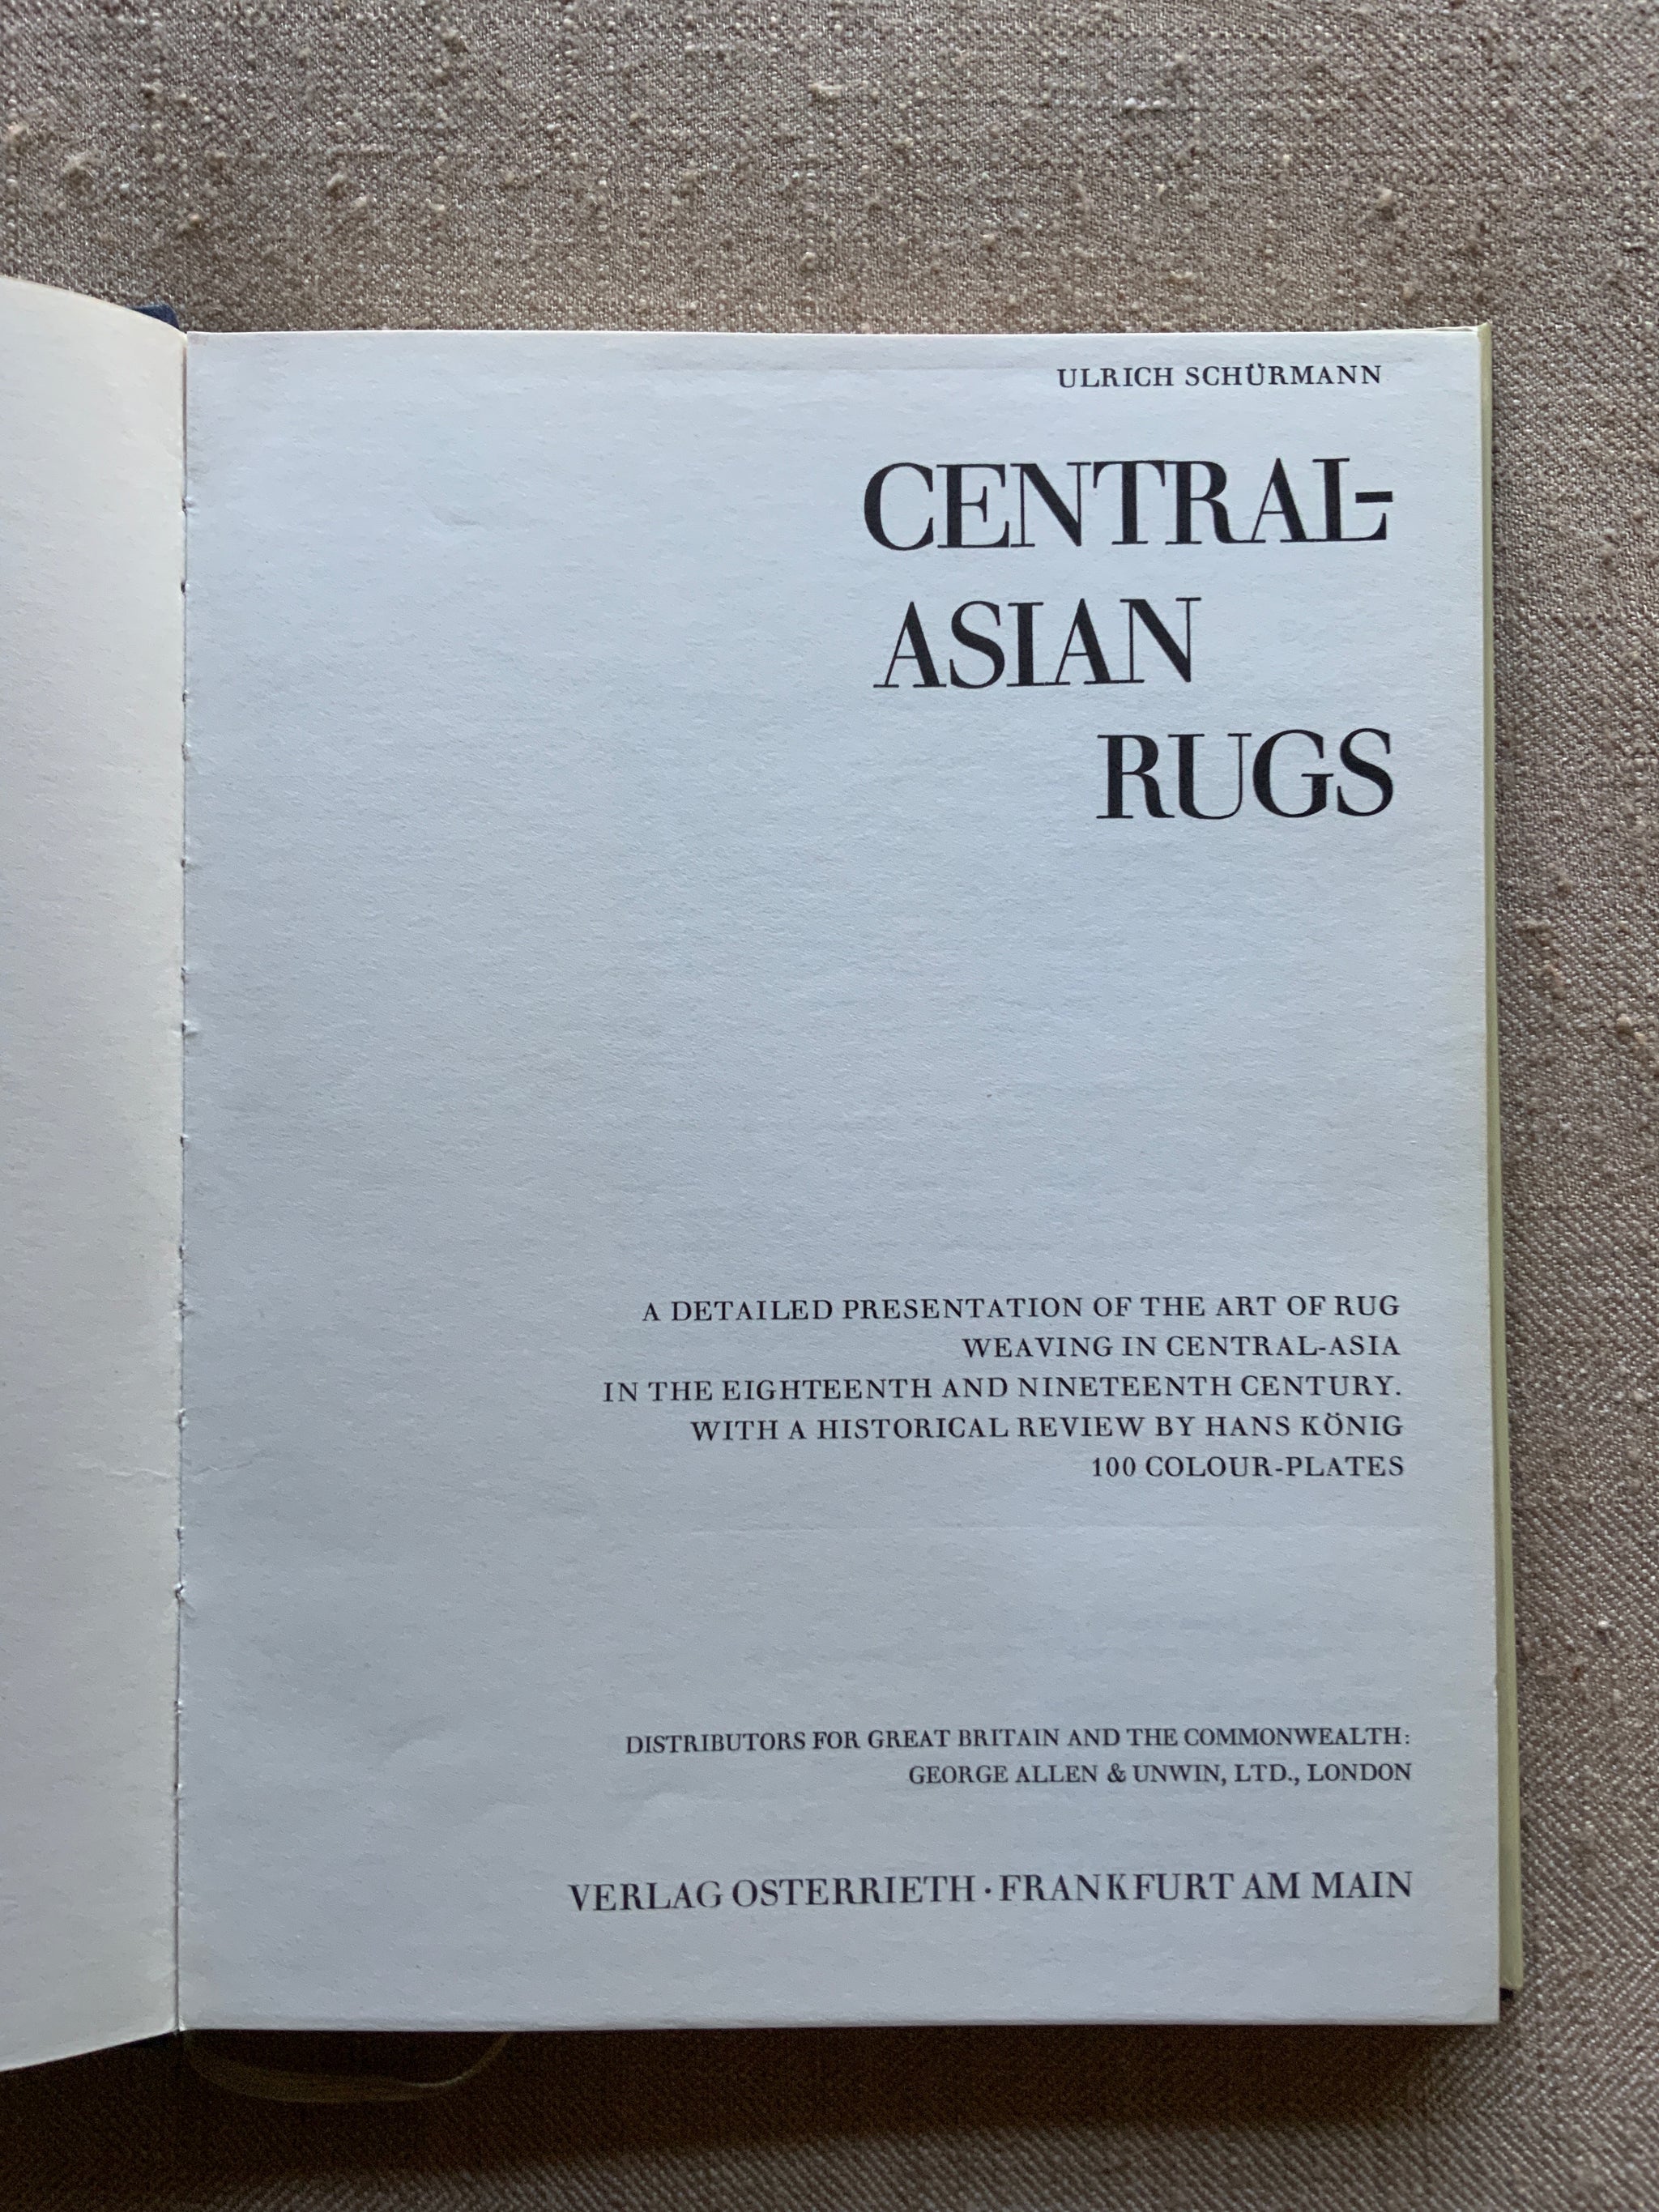 ULRICH SCHÜRMANN
CENTRAL-
ASIAN
RUGS
A DETAILED PRESENTATION OF THE ART OF RUG
WEAVING IN CENTRAL-ASIA
IN THE EIGHTEENTH AND NINETEENTH CENTURY.
WITH A HISTORICAL REVIEW BY HANS KÖNIG
100 COLOUR-PLATES
DISTRIBUTORS FOR GREAT BRITAIN AND THE COMMONWEALTH:
GEORGE ALLEN & UNWIN, LTD., LONDON
VERLAG OSTERRIETH · FRANKFURT AM MAIN